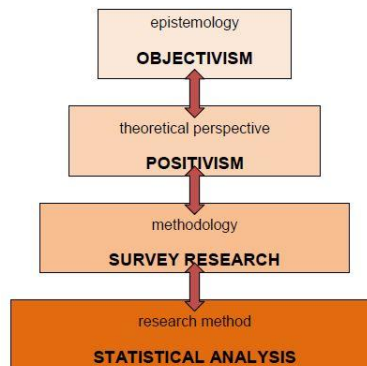 epistemology
OBJECTIVISM
theoretical perspective
POSITIVISM
methodology
SURVEY RESEARCH
research method
STATISTICAL ANALYSIS